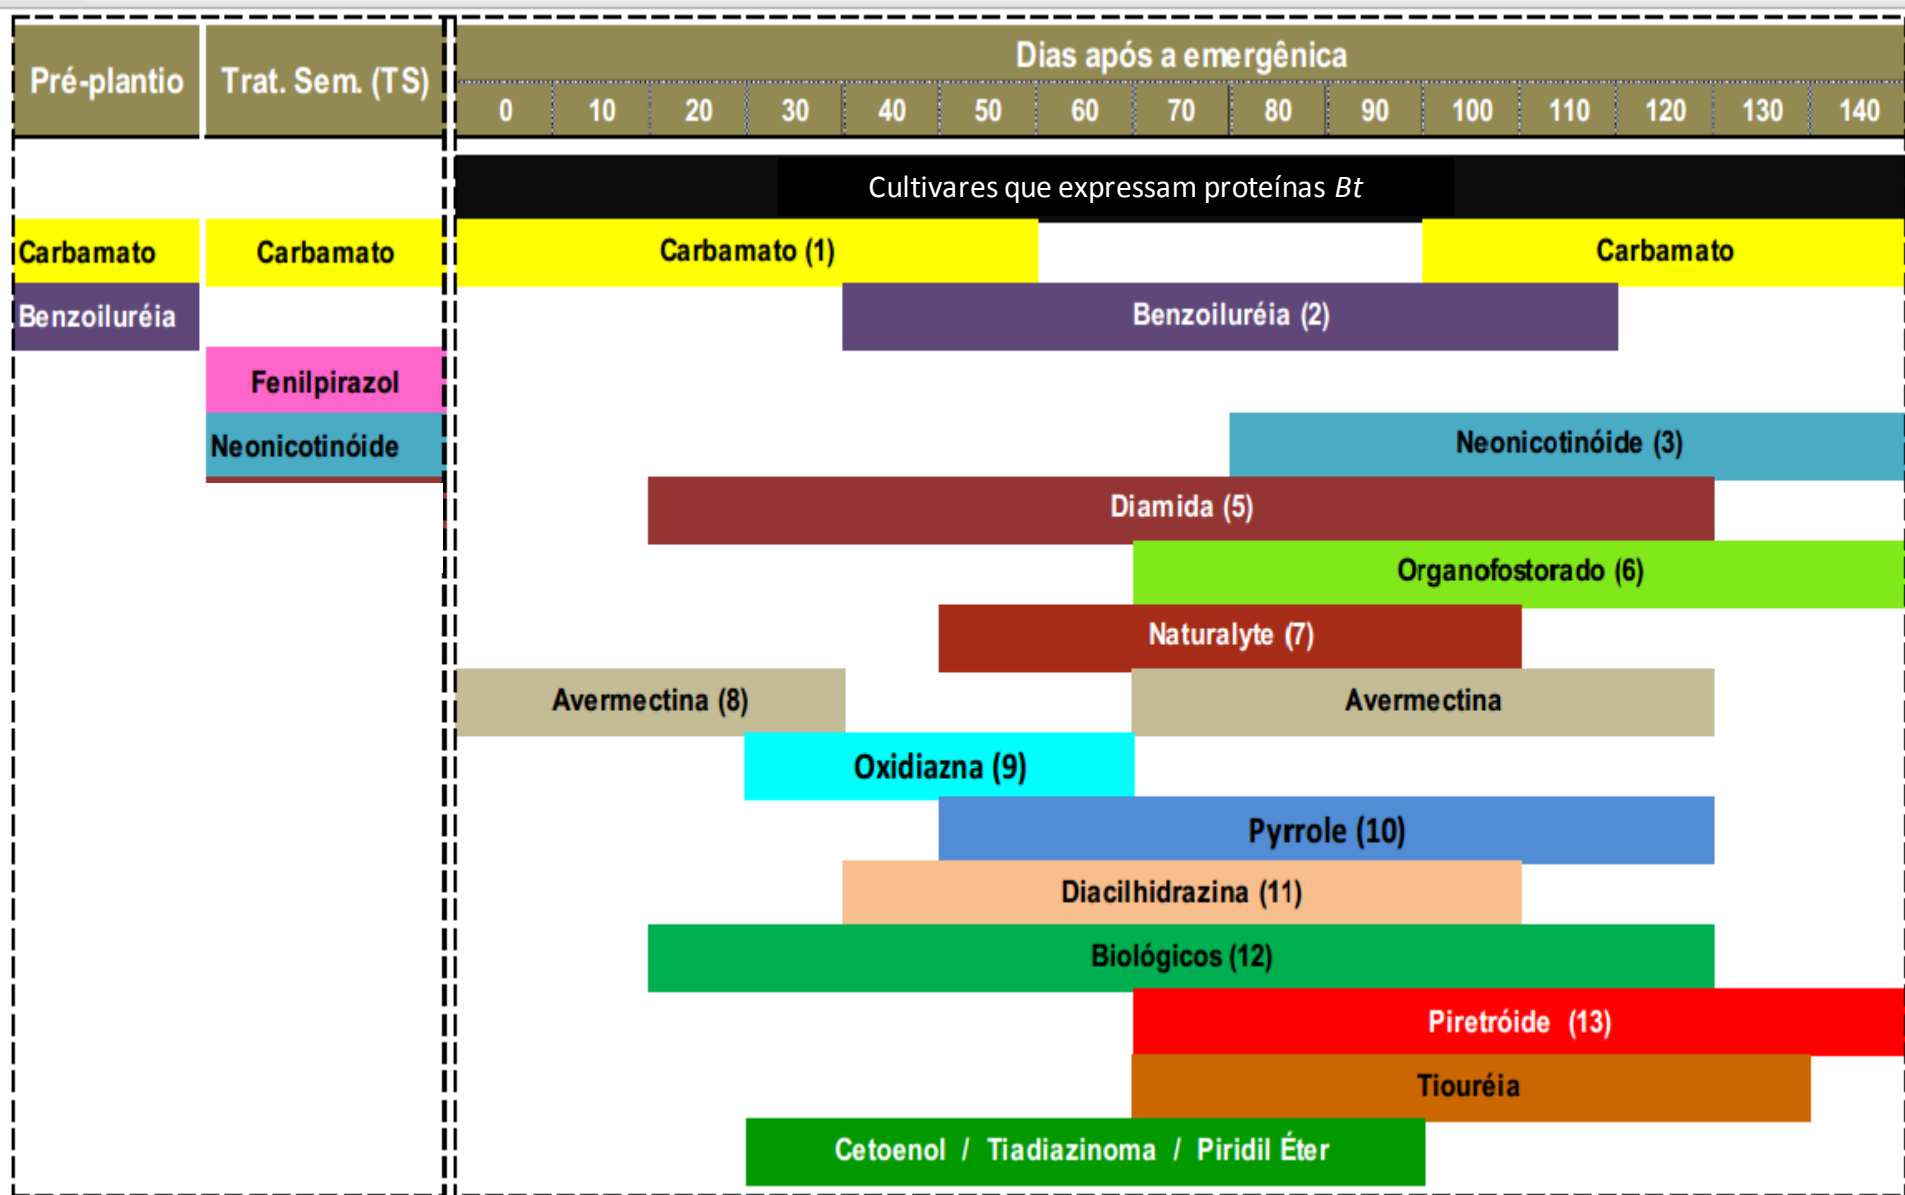 Dias após a emergênica
Pré-plantio Trat. Sem. (TS)
0 10 20 30 40 50 60 70 80 90 100 110 120 130 140
Cultivares que expressam proteínas Bt
Carbamato Carbamato Carbamato (1) Carbamato
Benzoiluréia Benzoiluréia (2)
Fenilpirazol
Neonicotinóide Neonicotinóide (3)
Diamida (5)
Organofostorado (6)
Naturalyte (7)
Avermectina (8) Avermectina
Oxidiazna (9)
Pyrrole (10)
Diacilhidrazina (11)
Biológicos (12)
Piretróide (13)
Tiouréia
Cetoenol / Tiadiazinoma / Piridil Éter